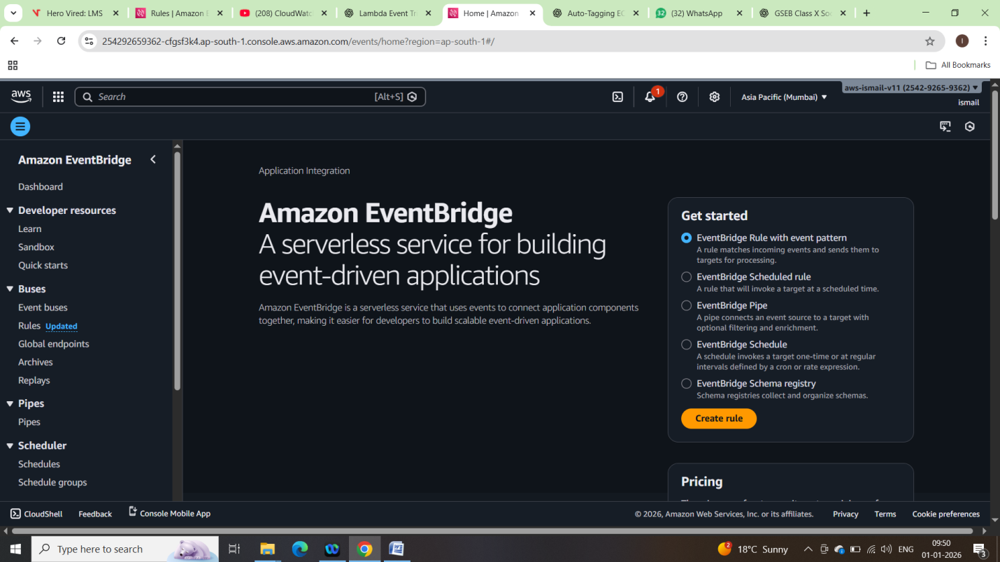 Hero Vired: LMS
Rules | Amazon E
(208) CloudWatc
Lambda Event Tr
Home | Amazon
Auto-Tagging EC
32
(32) WhatsApp
GSEB Class X So
254292659362-cfgsf3k4.ap-south-1.console.aws.amazon.com/events/home?region=ap-south-1#/
I
All Bookmarks
aws
Search
[Alt+S]
1
Asia Pacific (Mumbai)
aws-ismail-v11 (2542-9265-9362)
ismail
Amazon EventBridge
Dashboard
Developer resources
Learn
Sandbox
Quick starts
Buses
Event buses
Rules Updated
Global endpoints
Archives
Replays
Pipes
Pipes
Scheduler
Schedules
Schedule groups
Application Integration
Amazon EventBridge
A serverless service for building
event-driven applications
Amazon EventBridge is a serverless service that uses events to connect application components
together, making it easier for developers to build scalable event-driven applications.
Get started
EventBridge Rule with event pattern
A rule matches incoming events and sends them to
targets for processing.
EventBridge Scheduled rule
A rule that will invoke a target at a scheduled time.
EventBridge Pipe
A pipe connects an event source to a target with
optional filtering and enrichment.
EventBridge Schedule
A schedule invokes a target one-time or at regular
intervals defined by a cron or rate expression.
EventBridge Schema registry
Schema registries collect and organize schemas.
Create rule
Pricing
CloudShell
Feedback
Console Mobile App
© 2026, Amazon Web Services, Inc. or its affiliates.
Privacy
Terms
Cookie preferences
Type here to search
2
18°C Sunny
ENG
09:50
01-01-2026
3